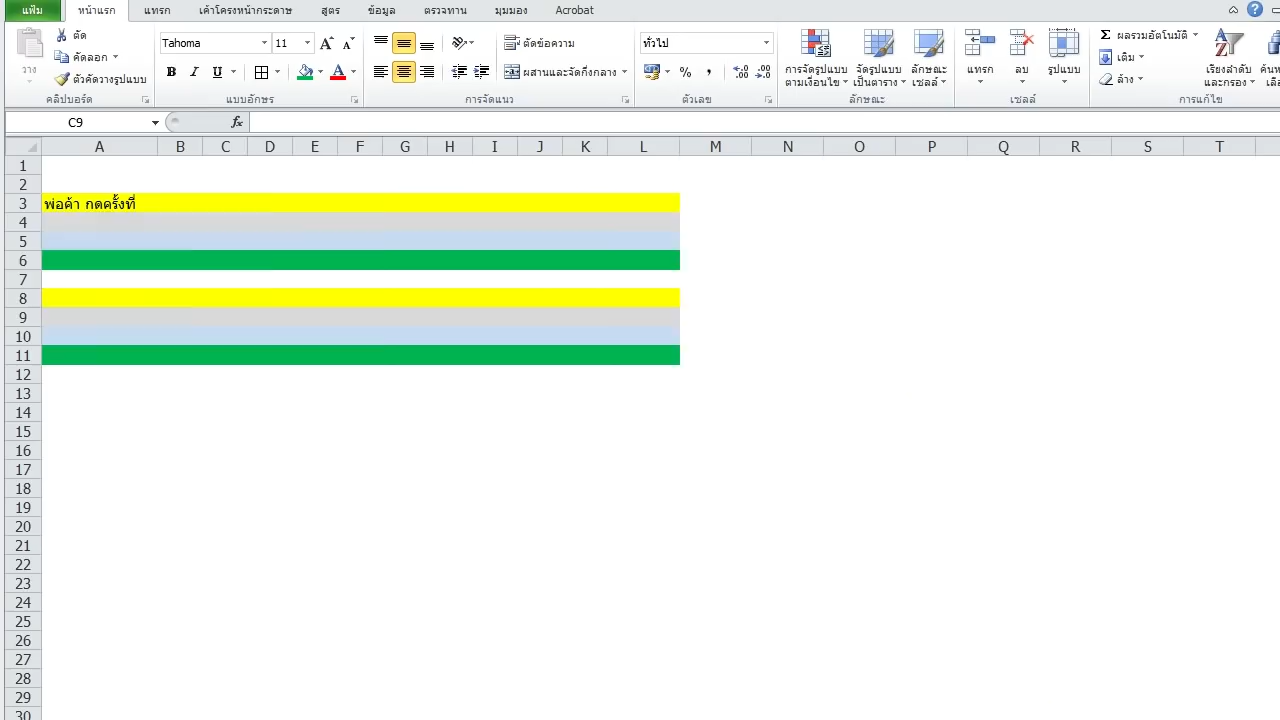 แฟ้ม หน้าแรก แทรก เค้าโครงหน้ากระดาษ สูตร ข้อมูล ตรวจทาน มุมมอง Acrobat
วาง ตัด คัดลอก ตัวคัดวางรูปแบบ
คลิปบอร์ด
Tahoma 11
B I U
แบบอักษร
ตัดข้อความ
ผสานและจัดกึ่งกลาง
การจัดแนว
ทั่วไป
% ,
ตัวเลข
การจัดรูปแบบตามเงื่อนไข จัดรูปแบบเป็นตาราง ลักษณะเซลล์
ลักษณะ
แทรก ลบ รูปแบบ
เซลล์
Σ ผลรวมอัตโนมัติ
เติม
ล้าง
เรียงลำดับและกรอง
การแก้ไข
C9 fx
A B C D E F G H I J K L M N O P Q R S T
1
2
3 พ่อค้า กดครั้งที่
4
5
6
7
8
9
10
11
12
13
14
15
16
17
18
19
20
21
22
23
24
25
26
27
28
29
30